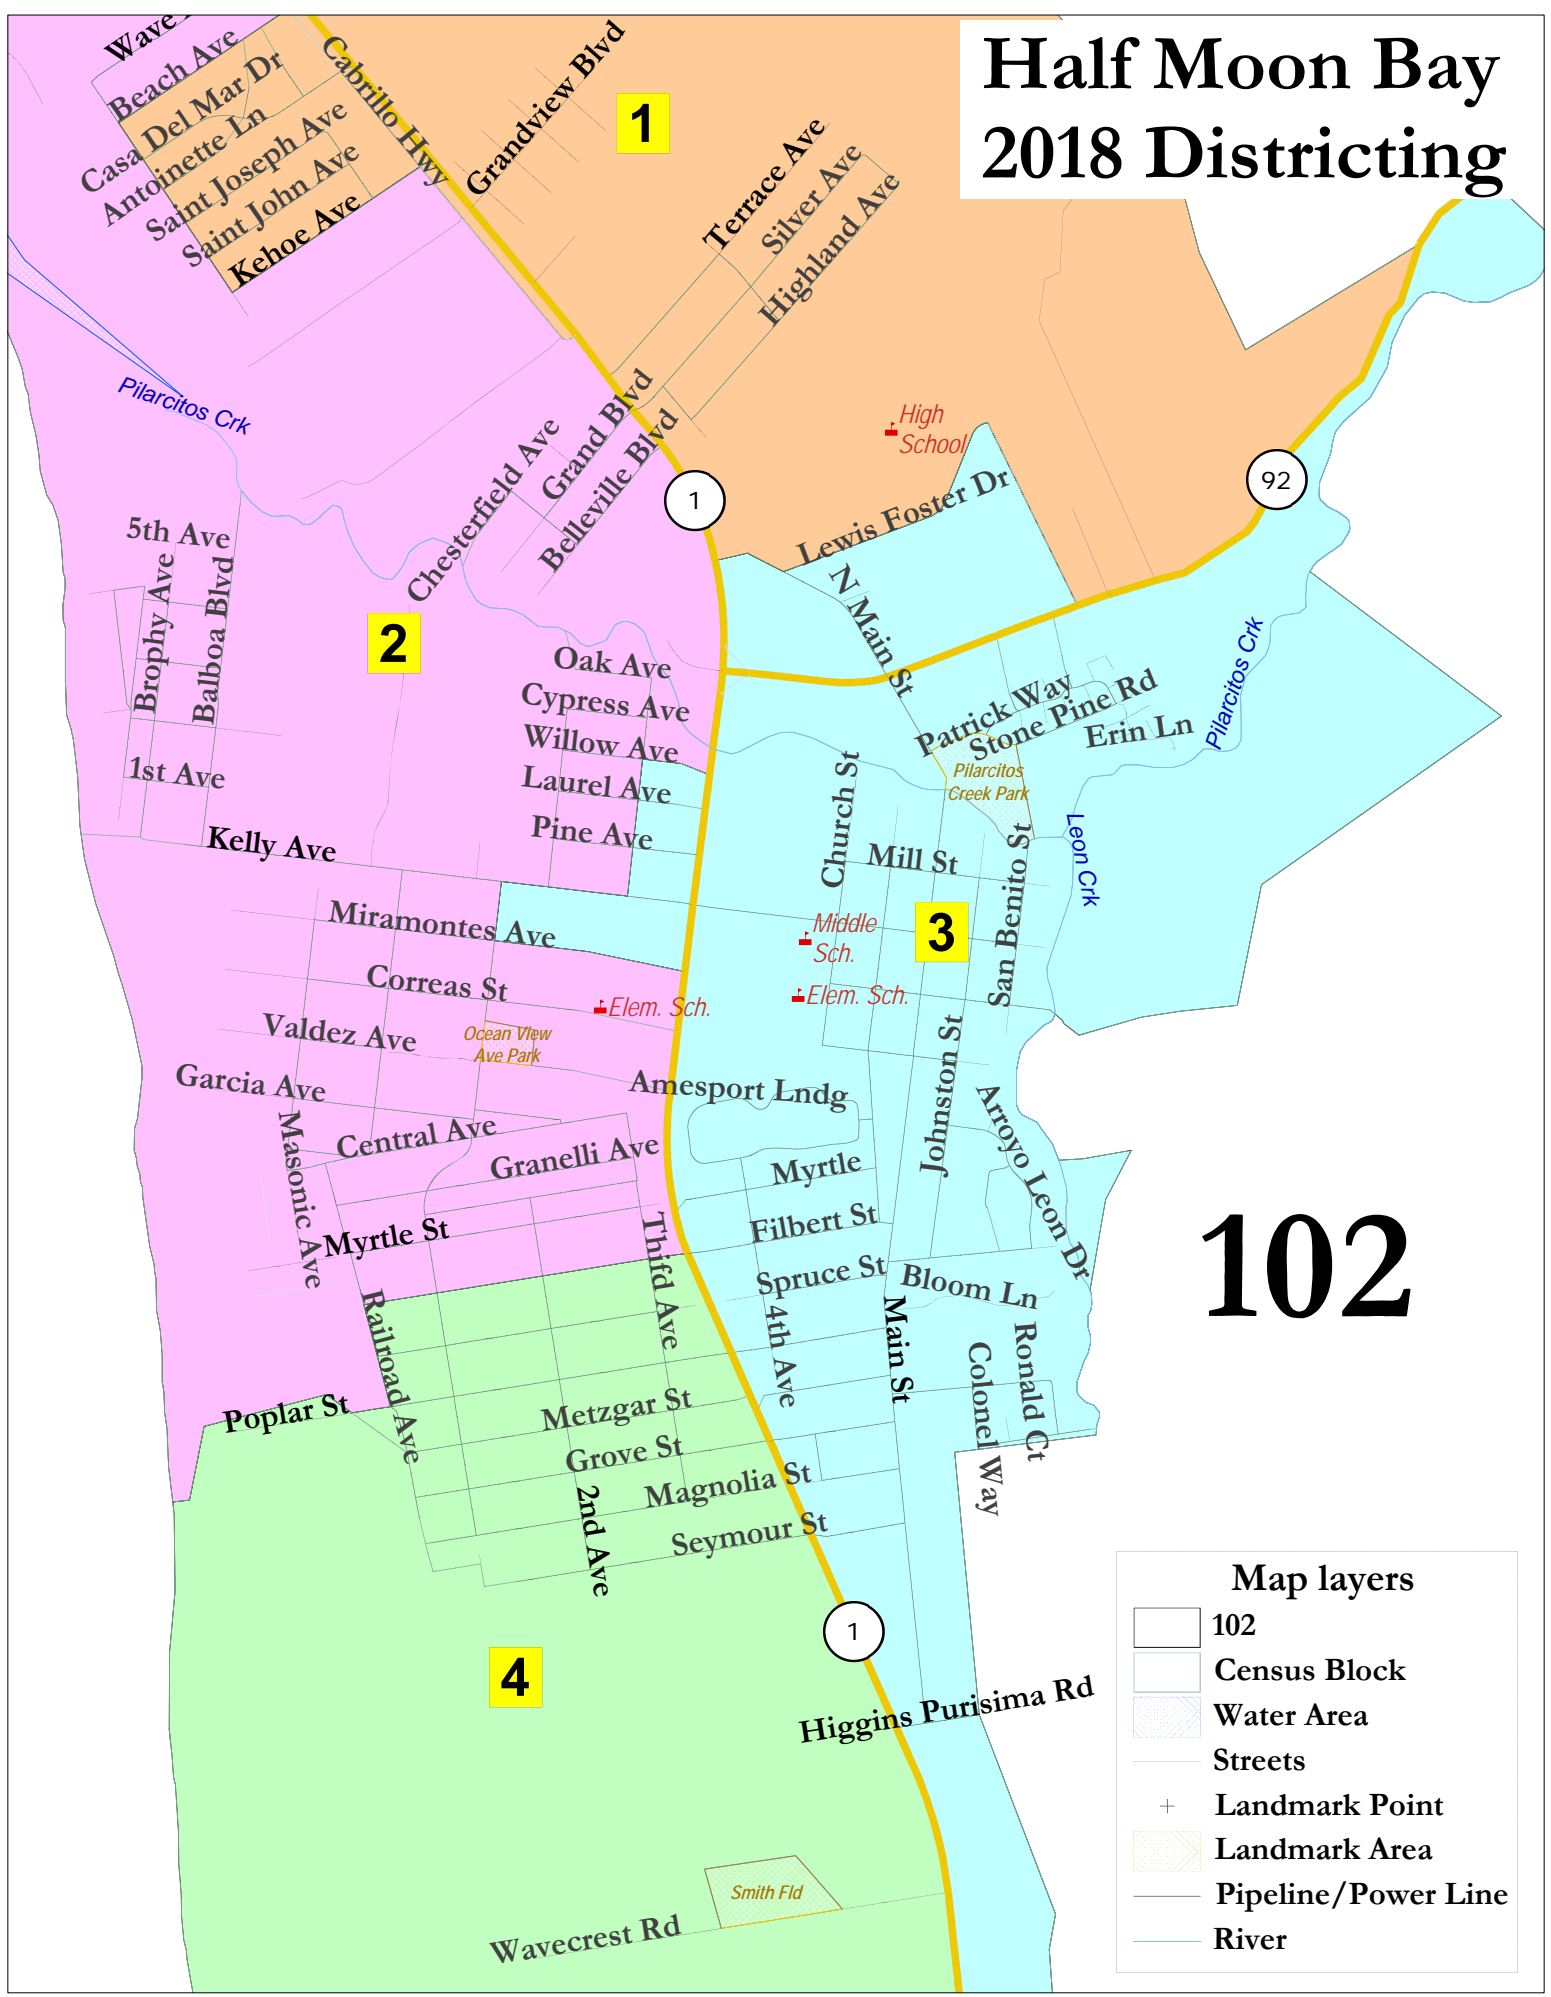 Half Moon Bay
2018 Districting
Beach Ave
Casa Del Mar Dr
Antoinette Ln
Saint Joseph Ave
Saint John Ave
Kehoe Ave
Cabrillo Hwy
Grandview Blvd
1
Terrace Ave
Silver Ave
Highland Ave
Pilarcitos Crk
Chesterfield Ave
Grand Blvd
Belleville Blvd
1
High
School
Lewis Foster Dr
92
5th Ave
Brophy Ave
Balboa Blvd
1st Ave
2
Oak Ave
Cypress Ave
Willow Ave
Laurel Ave
Pine Ave
N Main St
Patrick Way
Stone Pine Rd
Erin Ln
Pilarcitos Crk
Pilarcitos
Creek Park
Leon Crk
Kelly Ave
Church St
Mill St
San Benito St
Miramontes Ave
Middle
Sch.
3
Correas St
Elem. Sch.
Elem. Sch.
Valdez Ave
Ocean View
Ave Park
Garcia Ave
Amesport Lndg
Johnston St
Arroyo Leon Dr
Masonic Ave
Central Ave
Granelli Ave
Myrtle
Myrtle St
Filbert St
Thifd Ave
Spruce St
Bloom Ln
102
Railroad Ave
4th Ave
Main St
Ronald Ct
Colonel Way
Poplar St
Metzgar St
Grove St
Magnolia St
2nd Ave
Seymour St
4
1
Higgins Purisima Rd
Smith Fld
Wavecrest Rd
Map layers
102
Census Block
Water Area
Streets
Landmark Point
Landmark Area
Pipeline/Power Line
River